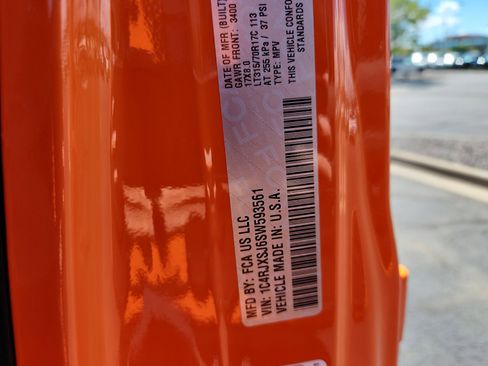 MFD BY: FCA US LLC
DATE OF MFR (BUILT)
GAWR FRONT: 3400
17X8.0
LT315/70R17C 113
AT 255 kPa / 37 PSI
TYPE: MPV
THIS VEHICLE CONFO
STANDARDS
VIN: 1C4RJXSJ6SW593561
VEHICLE MADE IN: U.S.A.